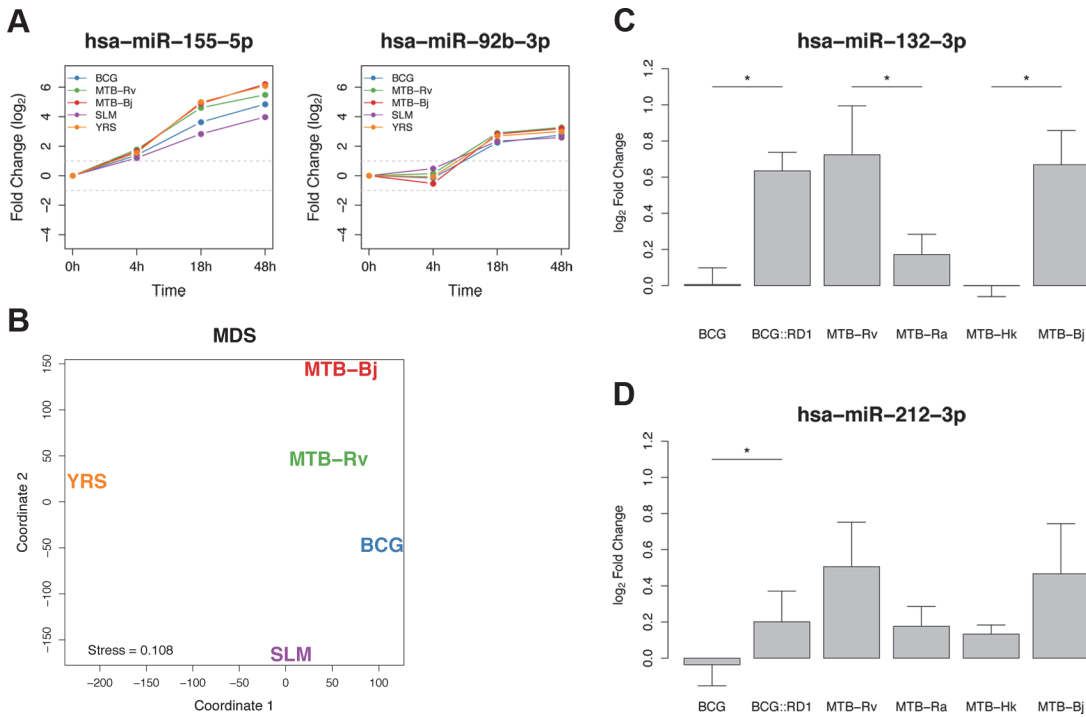 A
hsa−miR−155−5p
Fold Change (log2)
6
4
2
0
−2
−4
BCG
MTB−Rv
MTB−Bj
SLM
YRS
0h 4h 18h 48h
Time
hsa−miR−92b−3p
Fold Change (log2)
6
4
2
0
−2
−4
BCG
MTB−Rv
MTB−Bj
SLM
YRS
0h 4h 18h 48h
Time
B
MDS
Coordinate 2
150
100
50
0
−50
−100
−150
MTB−Bj
MTB−Rv
YRS
BCG
SLM
Stress = 0.108
−200 −150 −100 −50 0 50 100
Coordinate 1
C
hsa−miR−132−3p
log2 Fold Change
1.2
1.0
0.8
0.6
0.4
0.2
0.0
* * *
BCG BCG::RD1 MTB−Rv MTB−Ra MTB−Hk MTB−Bj
D
hsa−miR−212−3p
log2 Fold Change
1.2
1.0
0.8
0.6
0.4
0.2
0.0
*
BCG BCG::RD1 MTB−Rv MTB−Ra MTB−Hk MTB−Bj